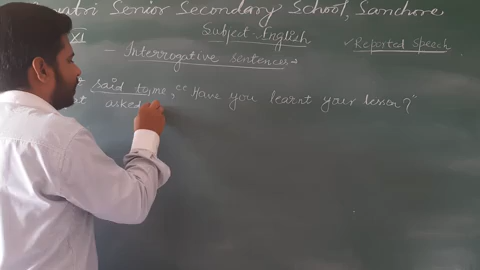 Senior Secondary School, Sanchore
XI Subject-English ✓Reported Speech
- Interrogative sentences
said to me, "Have you learnt your lesson?"
asked